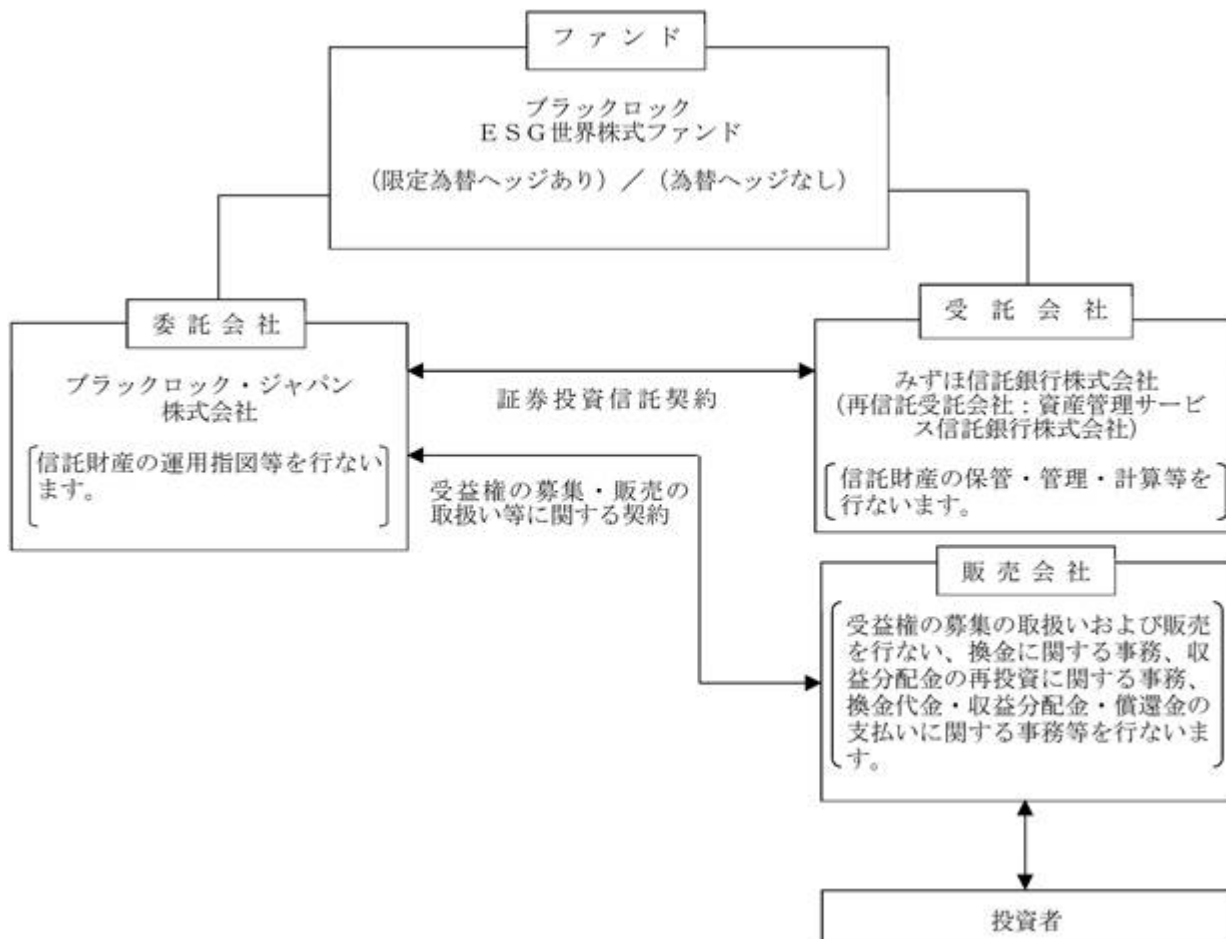 ファンド
ブラックロック
ESG世界株式ファンド
(限定為替ヘッジあり)/(為替ヘッジなし)
委託会社
ブラックロック・ジャパン
株式会社
信託財産の運用指図等を行ない
ます。
証券投資信託契約
受益権の募集・販売の
取扱い等に関する契約
受託会社
みずほ信託銀行株式会社
(再信託受託会社:資産管理サービ
ス信託銀行株式会社)
信託財産の保管・管理・計算等を
行ないます。
販売会社
受益権の募集の取扱いおよび販売
を行ない、換金に関する事務、収
益分配金の再投資に関する事務、
換金代金・収益分配金・償還金の
支払いに関する事務等を行ないま
す。
投資者